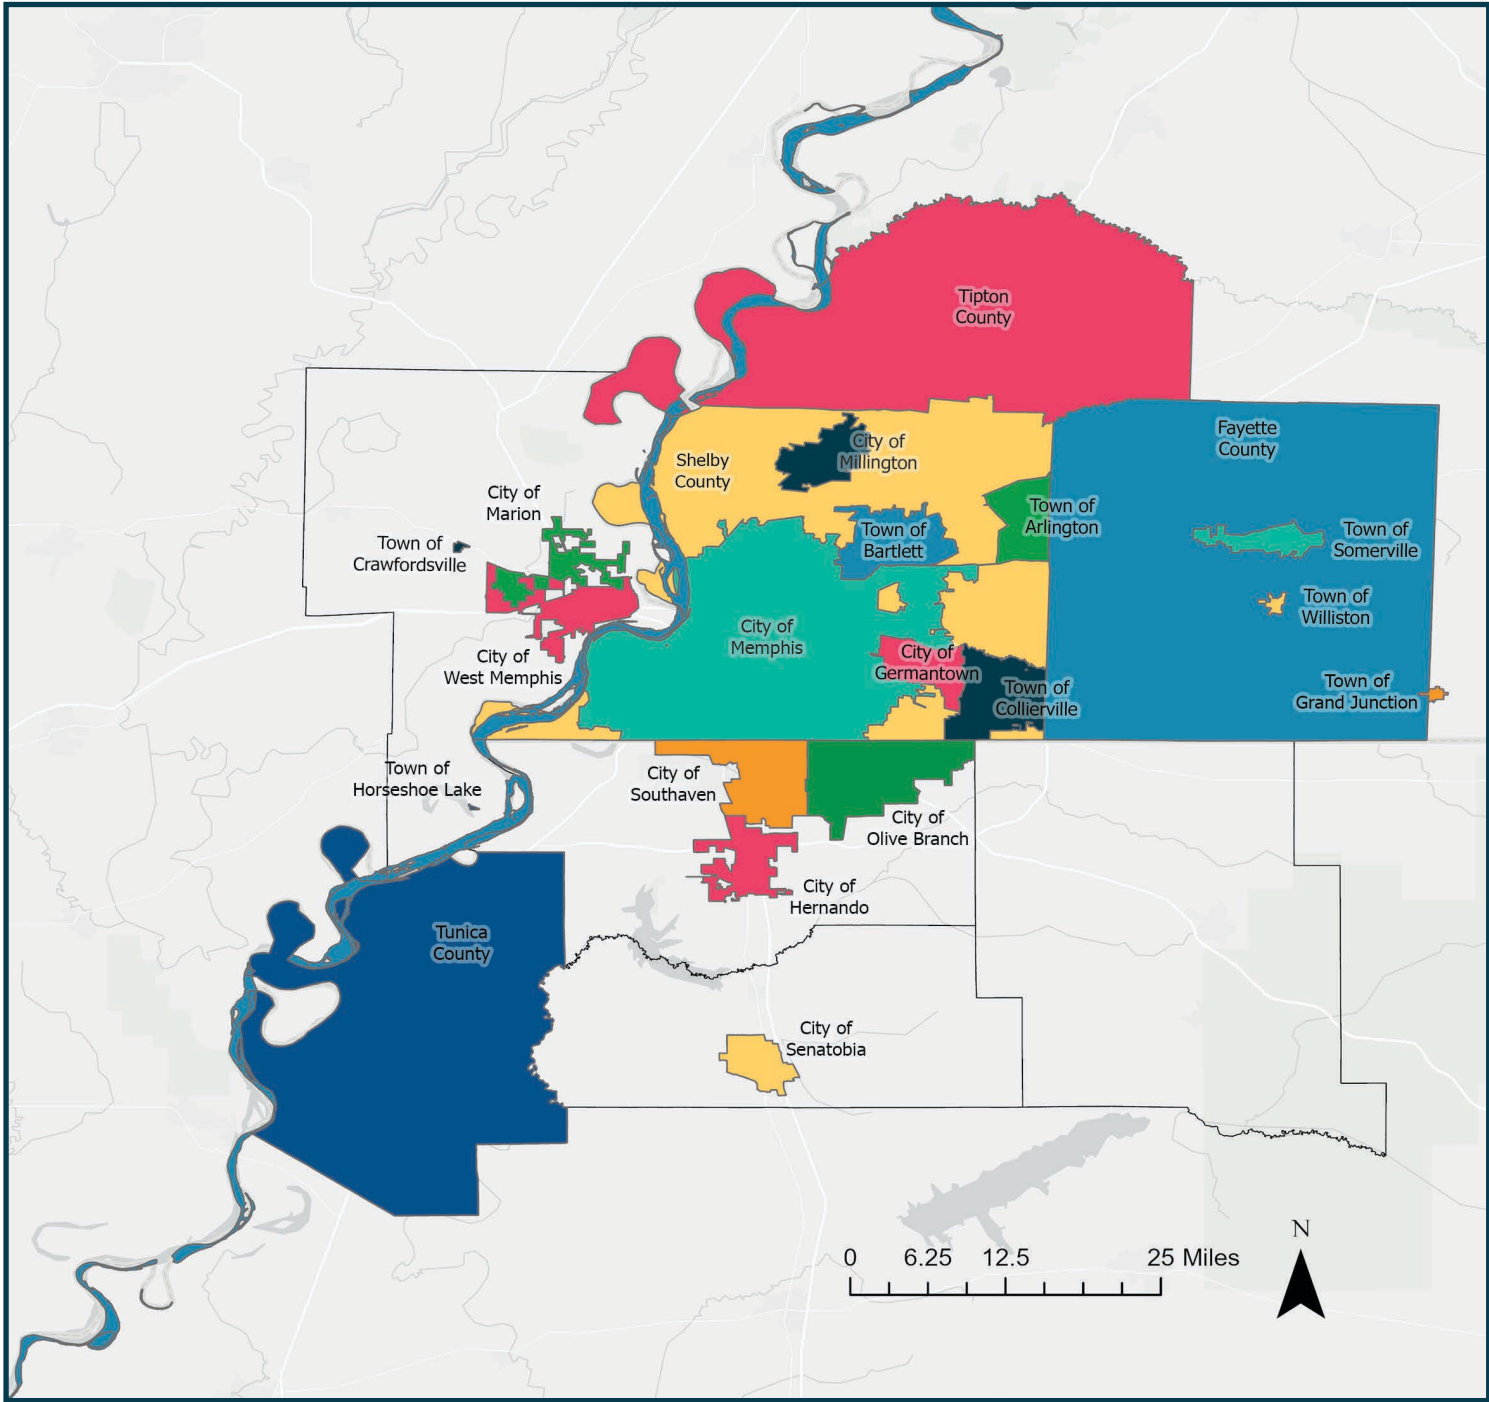 Tipton
County
Fayette
County
City of
Millington
Shelby
County
City of
Marion
Town of
Arlington
Town of
Bartlett
Town of
Somerville
Town of
Crawfordsville
Town of
Williston
City of
Memphis
City of
Germantown
City of
West Memphis
Town of
Collierville
Town of
Grand Junction
Town of
Horseshoe Lake
City of
Southaven
City of
Olive Branch
City of
Hernando
Tunica
County
City of
Senatobia
N
0 6.25 12.5 25 Miles